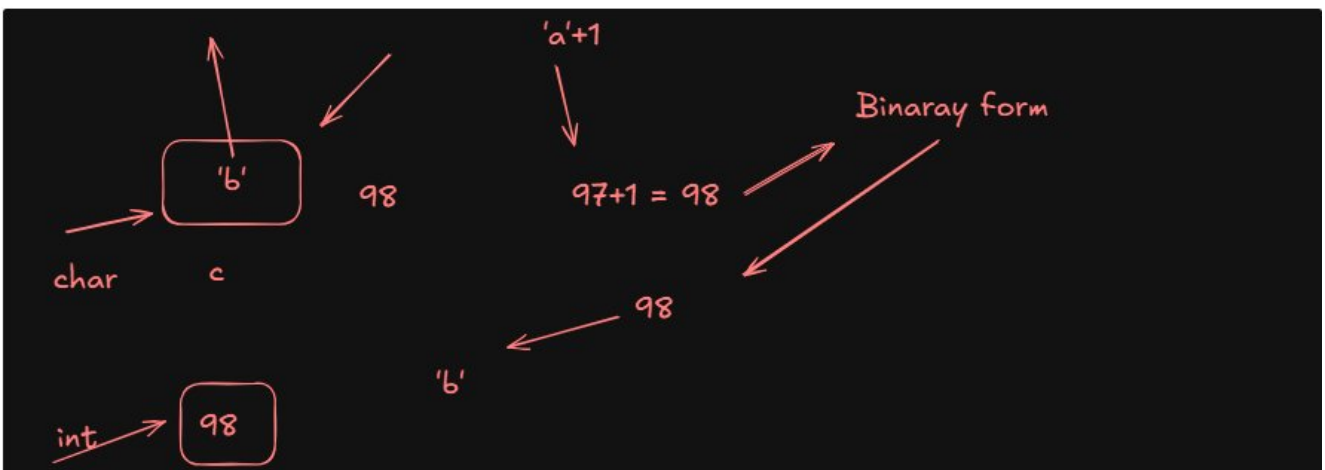 'a'+1
Binaray form
'b'
98
97+1 = 98
char
c
98
'b'
98
int